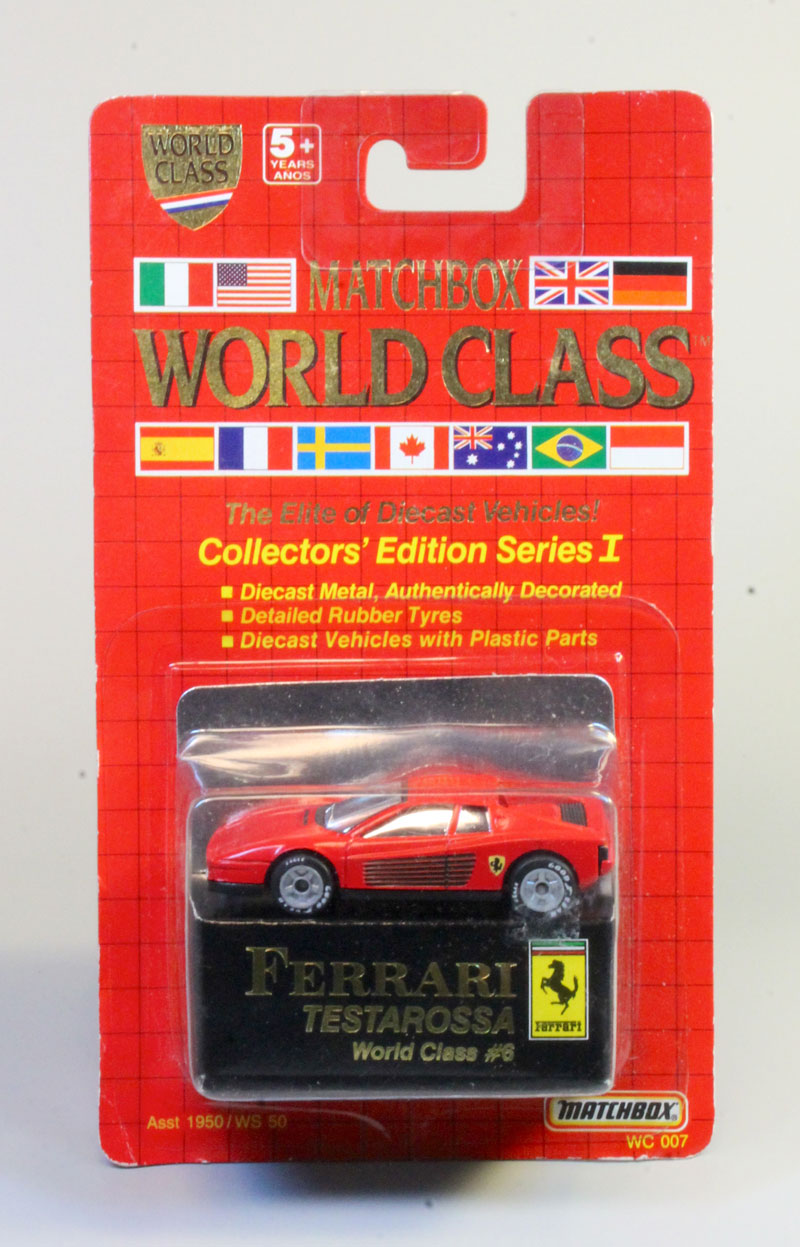 WORLD
CLASS
5+
YEARS
AÑOS
MATCHBOX
WORLD CLASS™
The Elite of Diecast Vehicles!
Collectors' Edition Series I
■ Diecast Metal, Authentically Decorated
■ Detailed Rubber Tyres
■ Diecast Vehicles with Plastic Parts
FERRARI
TESTAROSSA
World Class #6
Ferrari
Asst 1950/WS 50
MATCHBOX®
WC 007